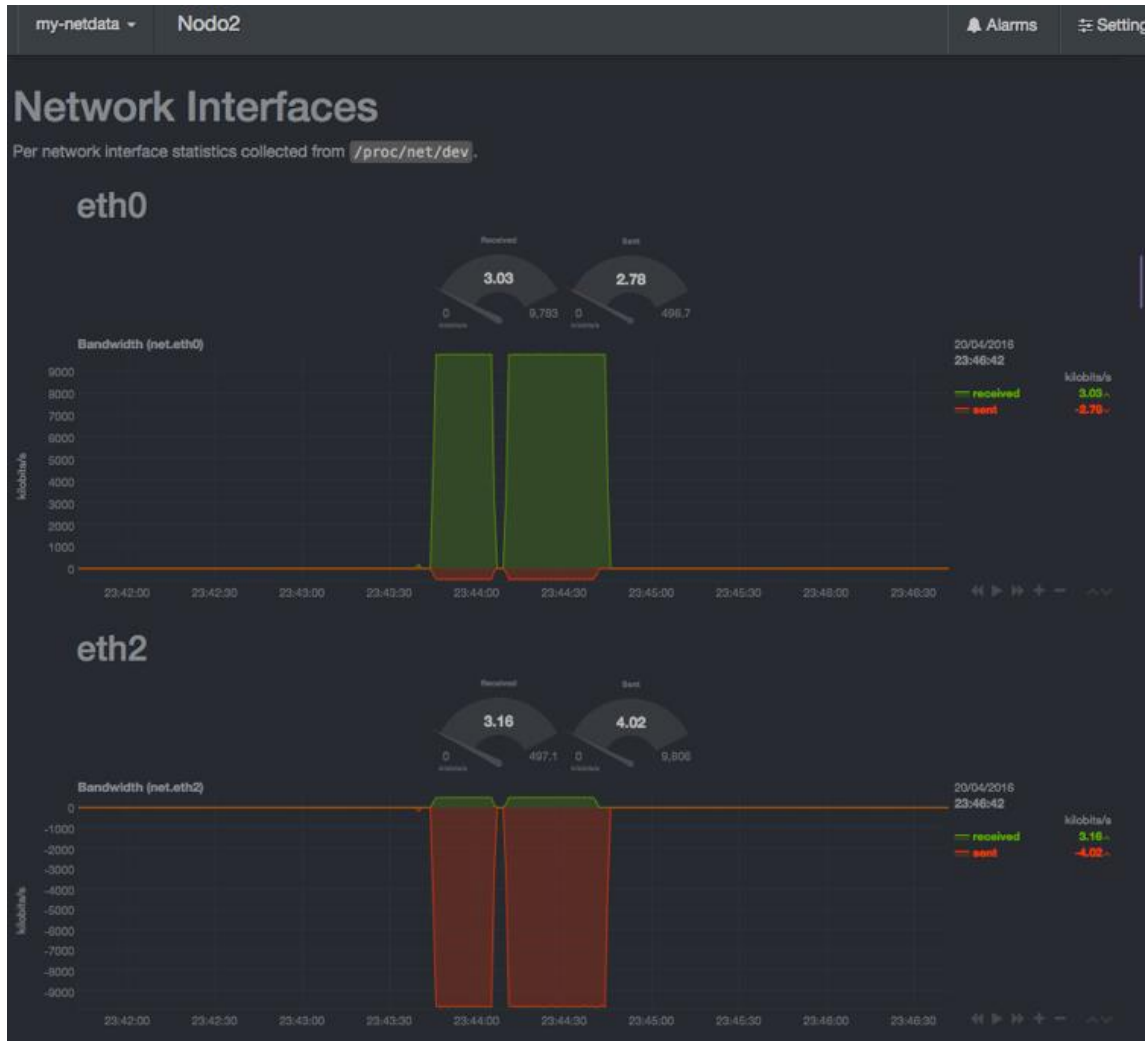 my-netdata
Nodo2
Alarms
Setting
Network Interfaces
Per network interface statistics collected from /proc/net/dev.
eth0
Received
Sent
3.03
2.78
0
9,793
0
496.7
kilobits/s
kilobits/s
Bandwidth (net.eth0)
20/04/2016
23:46:42
kilobits/s
received
3.03
sent
-2.78
kilobits/s
9000
8000
7000
6000
5000
4000
3000
2000
1000
0
23:42:00
23:42:30
23:43:00
23:43:30
23:44:00
23:44:30
23:45:00
23:45:30
23:46:00
23:46:30
eth2
Received
Sent
3.16
4.02
0
497.1
0
9,806
kilobits/s
kilobits/s
Bandwidth (net.eth2)
20/04/2016
23:46:42
kilobits/s
received
3.16
sent
-4.02
kilobits/s
0
-1000
-2000
-3000
-4000
-5000
-6000
-7000
-8000
-9000
23:42:00
23:42:30
23:43:00
23:43:30
23:44:00
23:44:30
23:45:00
23:45:30
23:46:00
23:46:30